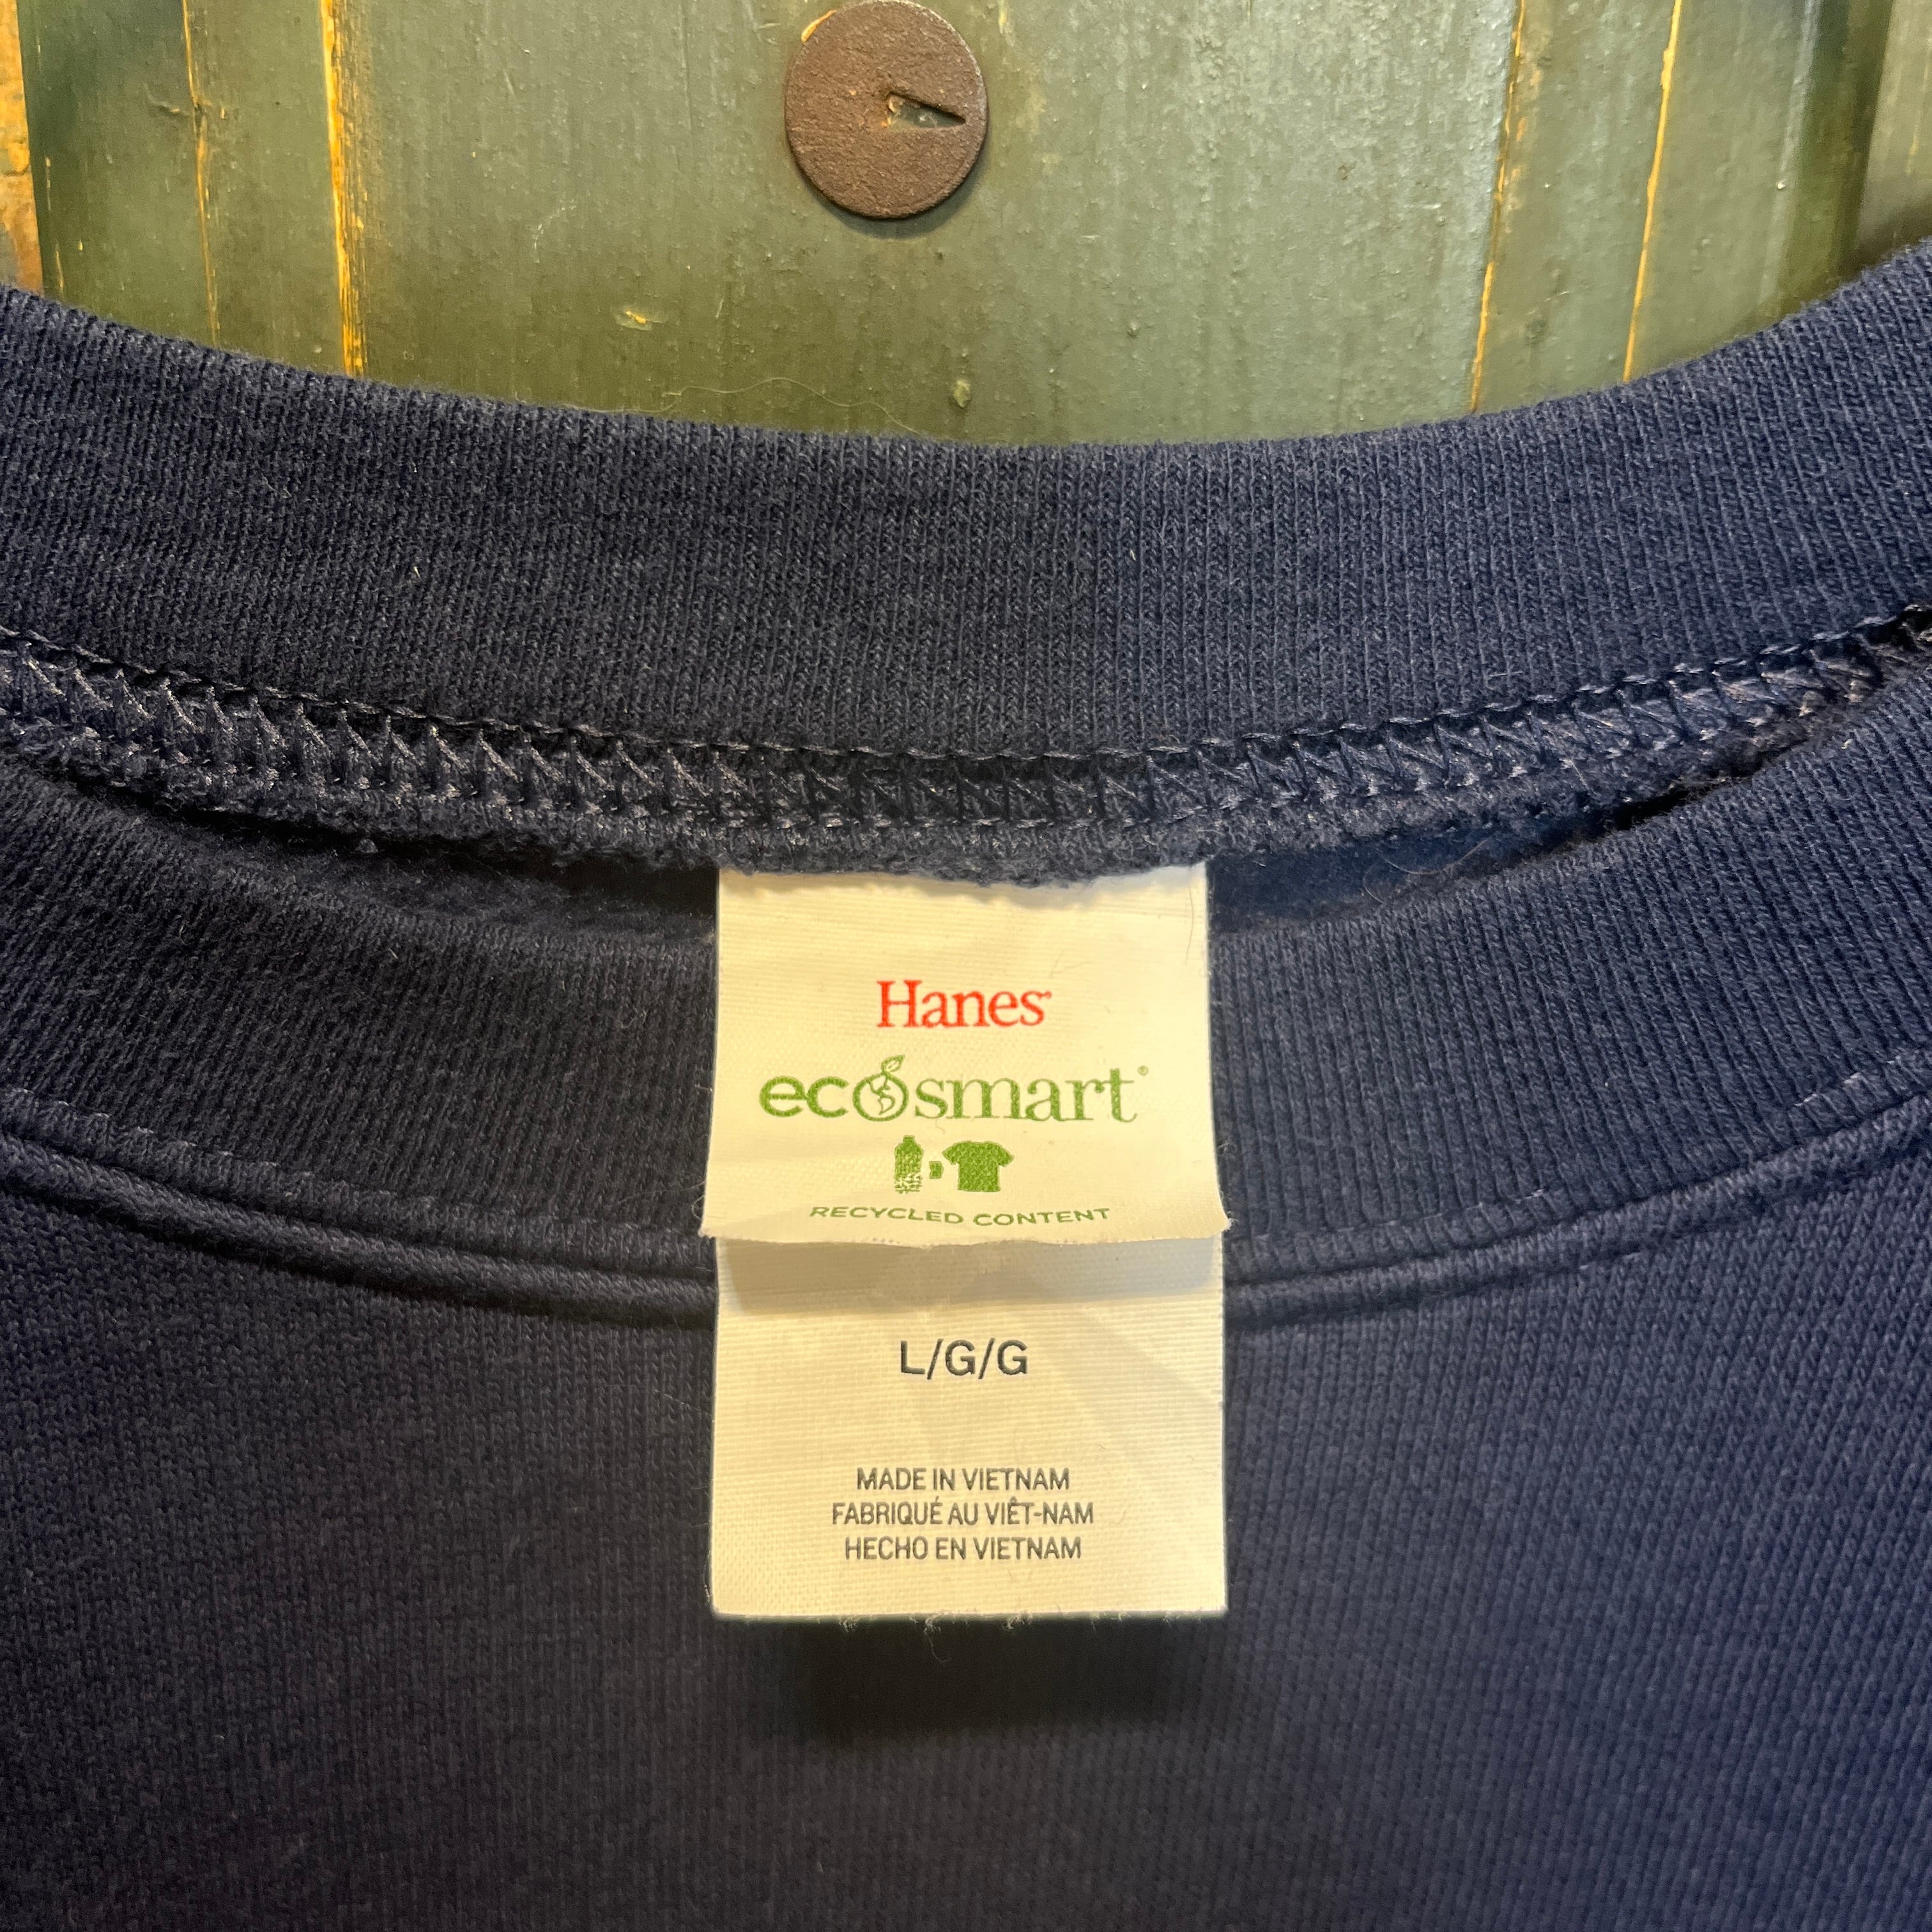 Hanes
ecosmart®
RECYCLED CONTENT
L/G/G
MADE IN VIETNAM
FABRIQUÉ AU VIÊT-NAM
HECHO EN VIETNAM